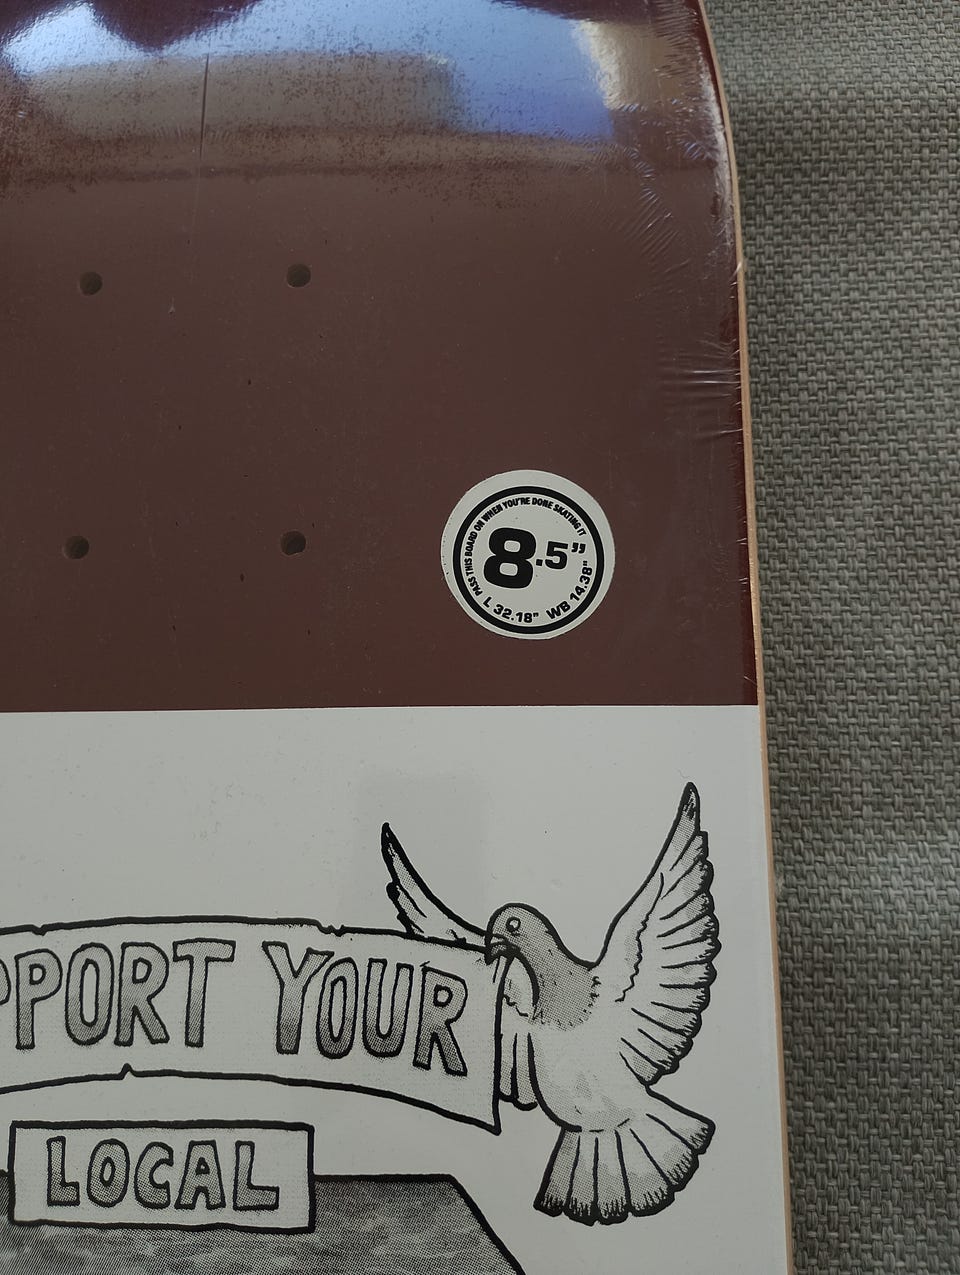 PASS THIS BOARD ON WHEN YOU'RE DONE SKATING IT
8.5"
L 32.18" WB 14.38"
PPORT YOUR
LOCAL